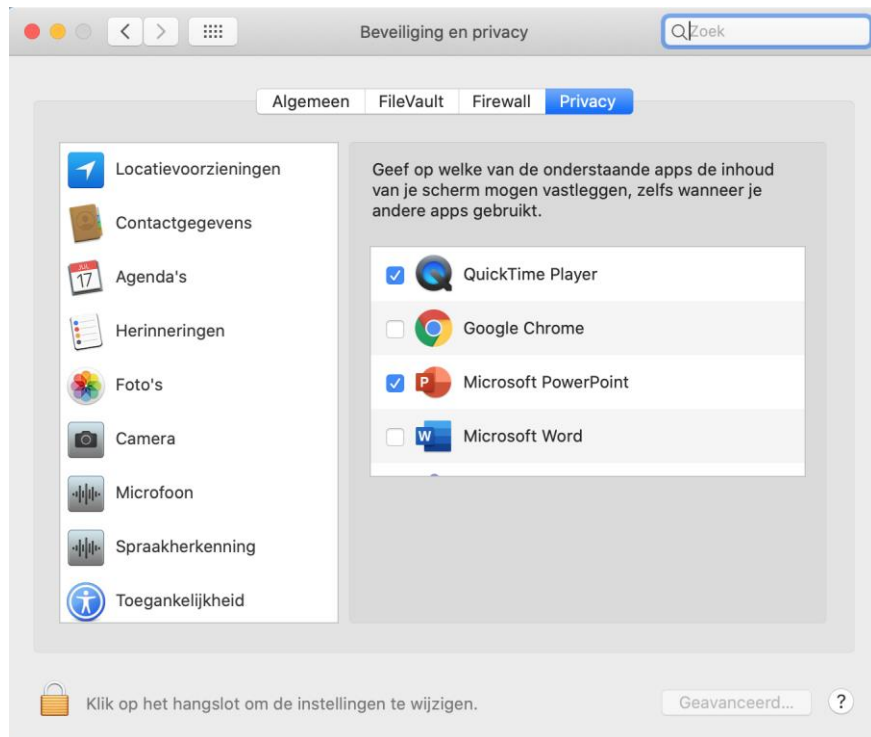 Beveiliging en privacy
Zoek
Algemeen FileVault Firewall Privacy
Locatievoorzieningen
Contactgegevens
JUL
17
Agenda's
Herinneringen
Foto's
Camera
Microfoon
Spraakherkenning
Toegankelijkheid
Geef op welke van de onderstaande apps de inhoud
van je scherm mogen vastleggen, zelfs wanneer je
andere apps gebruikt.
QuickTime Player
Google Chrome
P
Microsoft PowerPoint
W
Microsoft Word
Klik op het hangslot om de instellingen te wijzigen.
Geavanceerd...
?